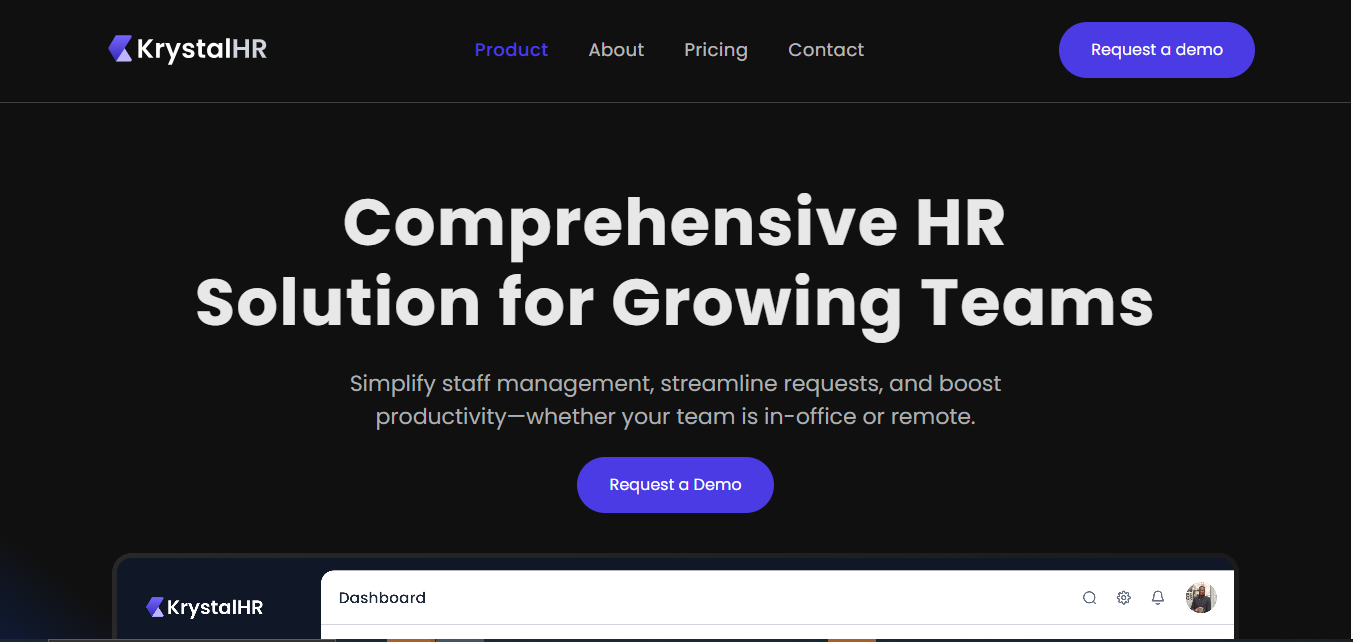 KrystalHR
Product
About
Pricing
Contact
Request a demo
Comprehensive HR
Solution for Growing Teams
Simplify staff management, streamline requests, and boost
productivity—whether your team is in-office or remote.
Request a Demo
KrystalHR
Dashboard